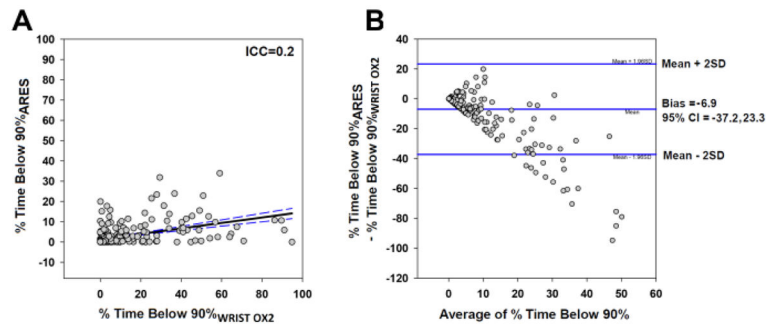 A
ICC=0.2
100
90
80
70
60
50
40
30
20
10
0
-10
% Time Below 90%ARES
0 20 40 60 80 100
% Time Below 90%WRIST OX2
B
40
20
0
-20
-40
-60
-80
-100
-120
% Time Below 90%ARES
- % Time Below 90%WRIST OX2
Mean + 1.96SD
Mean + 2SD
Mean
Bias = -6.9
95% CI = -37.2,23.3
Mean - 1.96SD
Mean - 2SD
0 10 20 30 40 50 60
Average of % Time Below 90%